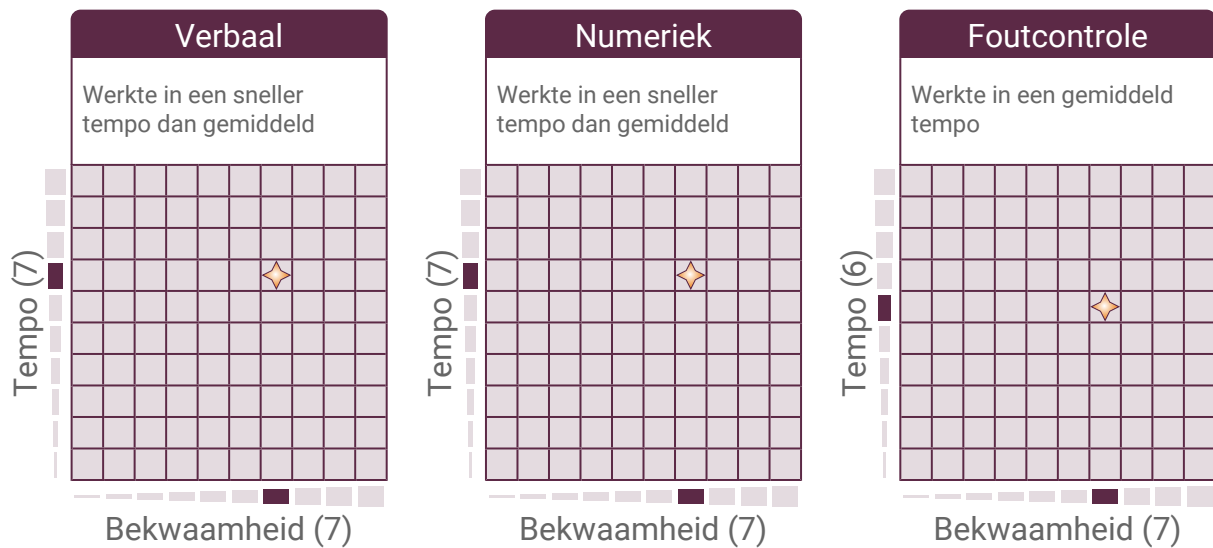 Verbaal
Werkte in een sneller
tempo dan gemiddeld
Tempo (7)
Bekwaamheid (7)
Numeriek
Werkte in een sneller
tempo dan gemiddeld
Tempo (7)
Bekwaamheid (7)
Foutcontrole
Werkte in een gemiddeld
tempo
Tempo (6)
Bekwaamheid (7)